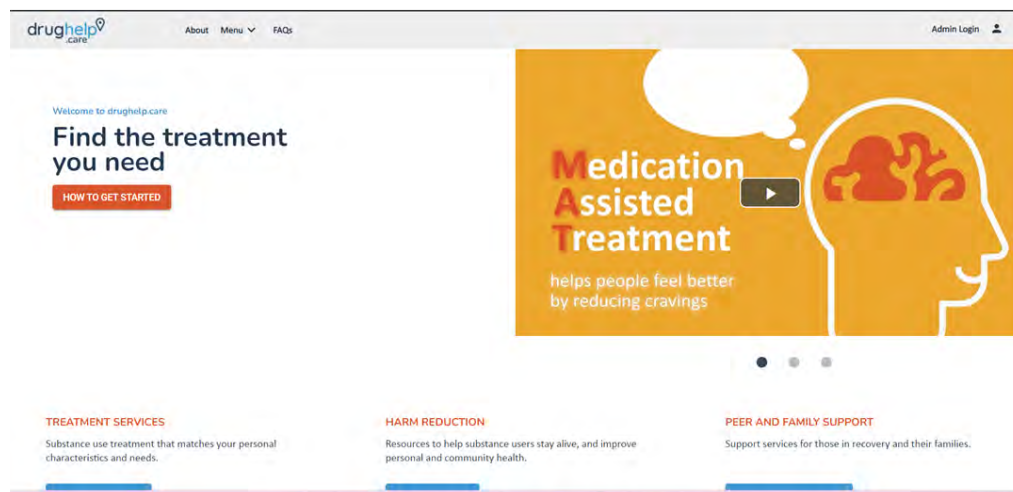 drughelp
.care
About Menu FAQs
Admin Login
Welcome to drughelp.care
Find the treatment
you need
HOW TO GET STARTED
Medication
Assisted
Treatment
helps people feel better
by reducing cravings
TREATMENT SERVICES
Substance use treatment that matches your personal
characteristics and needs.
HARM REDUCTION
Resources to help substance users stay alive, and improve
personal and community health.
PEER AND FAMILY SUPPORT
Support services for those in recovery and their families.